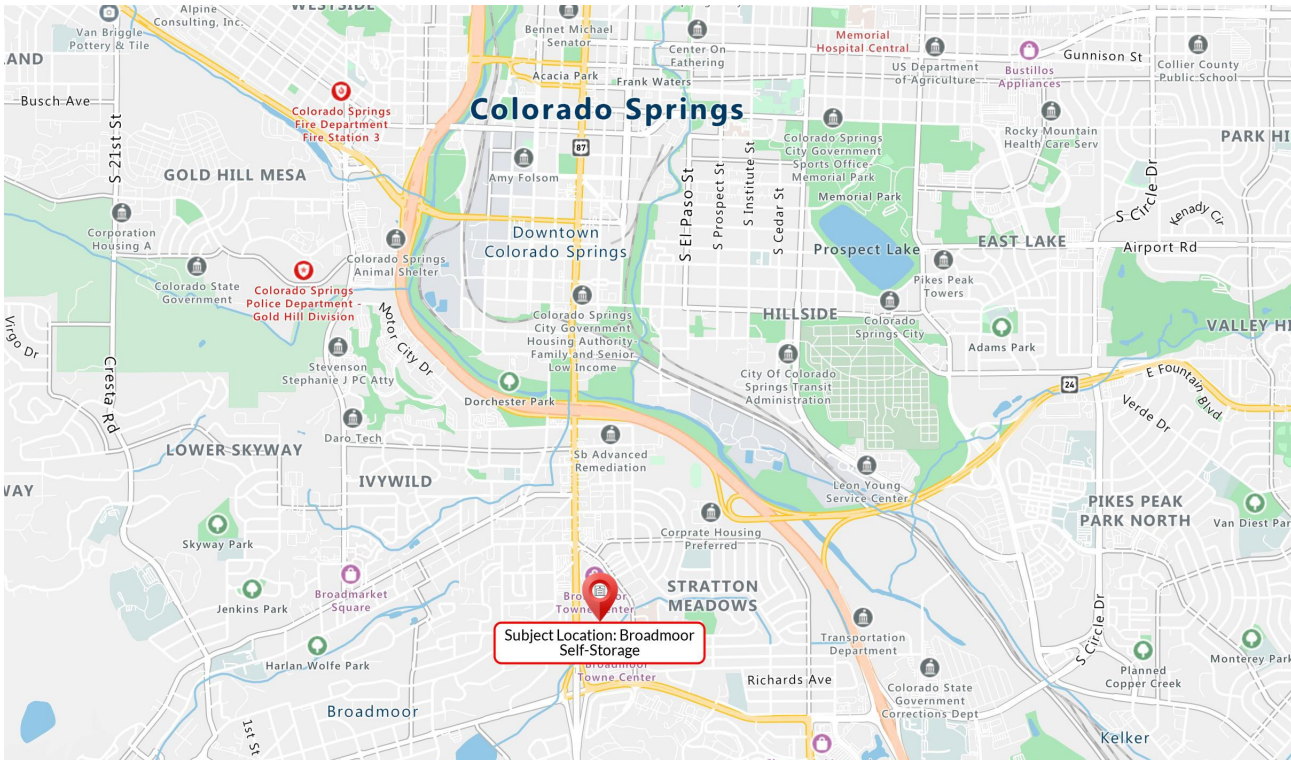 WESTSIDE
Alpine
Consulting, Inc.
Van Briggle
Pottery & Tile
LAND
Busch Ave
S 21st St
Colorado Springs
Fire Department
Fire Station 3
GOLD HILL MESA
Bennet Michael
Senator
Acacia Park
Center On
Fathering
Frank Waters
Memorial
Hospital Central
US Department
of Agriculture
Bustillos
Appliances
Gunnison St
Collier County
Public School
Colorado Springs
87
Amy Folsom
Colorado Springs
City Government
Sports Office-
Memorial Park
Memorial Park
Rocky Mountain
Health Care Serv
PARK HI
S El Paso St
S Prospect St
S Institute St
S Cedar St
S Circle Dr
Kenady Cir
Corporation
Housing A
Colorado State
Government
Colorado Springs
Police Department -
Gold Hill Division
Colorado Springs
Animal Shelter
Downtown
Colorado Springs
Prospect Lake
EAST LAKE
Airport Rd
Pikes Peak
Towers
Virgo Dr
Cresta Rd
Motor City Dr
Stevenson
Stephanie J PC Atty
Colorado Springs
City Government
Housing Authority-
Family and Senior
Low Income
HILLSIDE
Colorado
Springs City
Adams Park
VALLEY HI
City Of Colorado
Springs Transit
Administration
24
E Fountain Blvd
Verde Dr
Dorchester Park
Daro Tech
LOWER SKYWAY
IVYWILD
WAY
Sb Advanced
Remediation
Leon Young
Service Center
PIKES PEAK
PARK NORTH
Van Diest Par
Skyway Park
Corprate Housing
Preferred
Jenkins Park
Broadmarket
Square
STRATTON
MEADOWS
Subject Location: Broadmoor
Self-Storage
Broadmoor
Towne Center
Transportation
Department
S Circle Dr
Harlan Wolfe Park
Planned
Copper Creek
Monterey Park
Richards Ave
Colorado State
Government
Corrections Dept
Broadmoor
1st St
Kelker